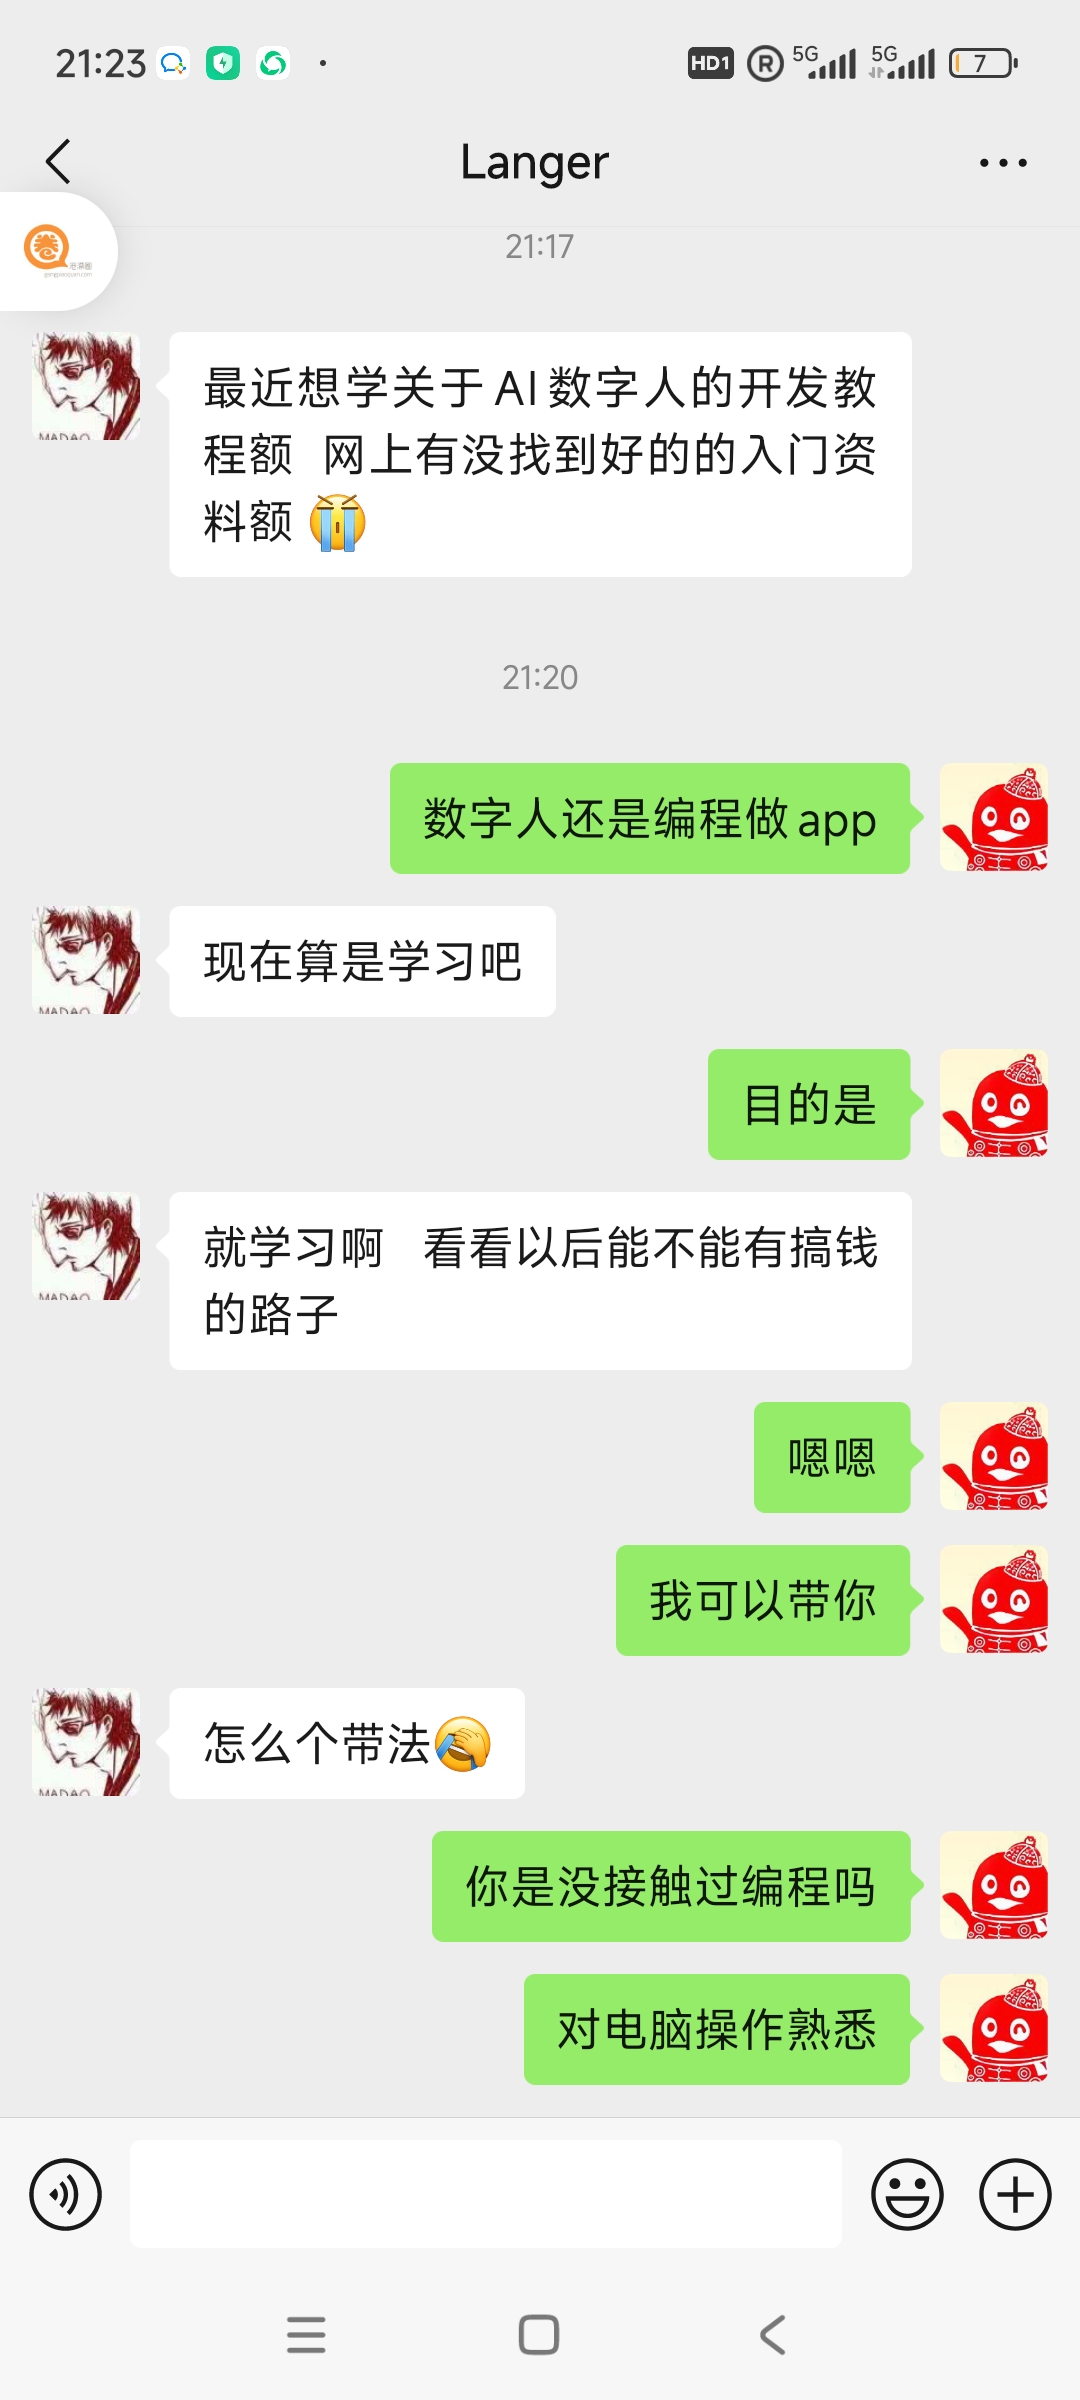 21:23
HD1
R
5G
5G
7
Langer
21:17
最近想学关于AI数字人的开发教
程额 网上有没找到好的的入门资
料额
21:20
数字人还是编程做app
现在算是学习吧
目的是
就学习啊 看看以后能不能有搞钱
的路子
嗯嗯
我可以带你
怎么个带法
你是没接触过编程吗
对电脑操作熟悉